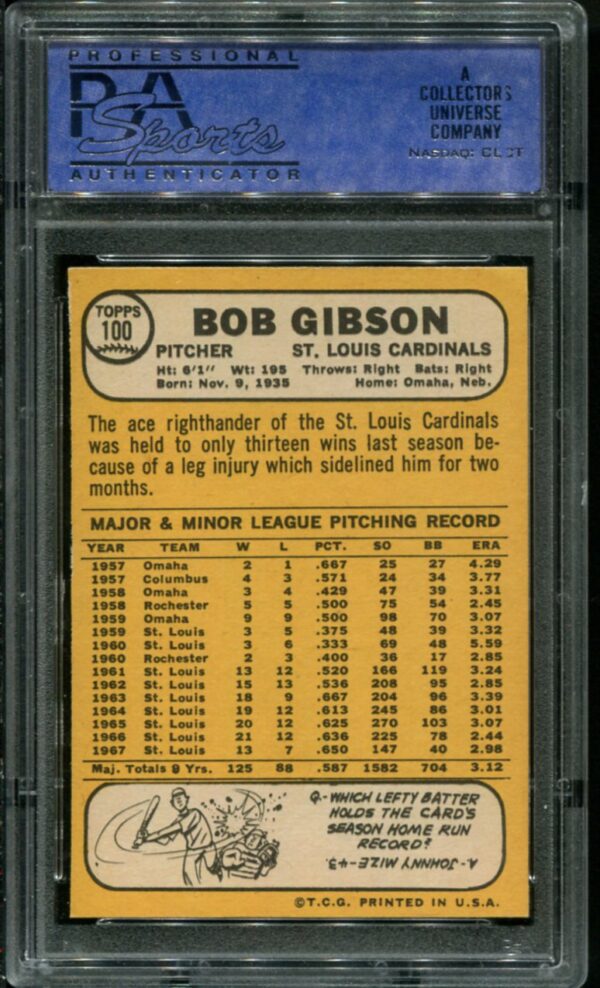 PROFESSIONAL
PSA
Sports
AUTHENTICATOR
A
COLLECTORS
UNIVERSE
COMPANY
NASDAQ: CLCT
TOPPS
100
BOB GIBSON
PITCHER ST. LOUIS CARDINALS
Ht: 6'1" Wt: 195 Throws: Right Bats: Right
Born: Nov. 9, 1935 Home: Omaha, Neb.
The ace righthander of the St. Louis Cardinals
was held to only thirteen wins last season be-
cause of a leg injury which sidelined him for two
months.
MAJOR & MINOR LEAGUE PITCHING RECORD
YEAR TEAM W L PCT. SO BB ERA
1957 Omaha 2 1 .667 25 27 4.29
1957 Columbus 4 3 .571 24 34 3.77
1958 Omaha 3 4 .429 47 39 3.31
1958 Rochester 5 5 .500 75 54 2.45
1959 Omaha 9 9 .500 98 70 3.07
1959 St. Louis 3 5 .375 48 39 3.32
1960 St. Louis 3 6 .333 69 48 5.59
1960 Rochester 2 3 .400 36 17 2.85
1961 St. Louis 13 12 .520 166 119 3.24
1962 St. Louis 15 13 .536 208 95 2.85
1963 St. Louis 18 9 .667 204 96 3.39
1964 St. Louis 19 12 .613 245 86 3.01
1965 St. Louis 20 12 .625 270 103 3.07
1966 St. Louis 21 12 .636 225 78 2.44
1967 St. Louis 13 7 .650 147 40 2.98
Maj. Totals 9 Yrs. 125 88 .587 1582 704 3.12
Q-WHICH LEFTY BATTER
HOLDS THE CARD'S
SEASON HOME RUN
RECORD?
A-JOHNNY MIZE-43.
©T.C.G. PRINTED IN U.S.A.